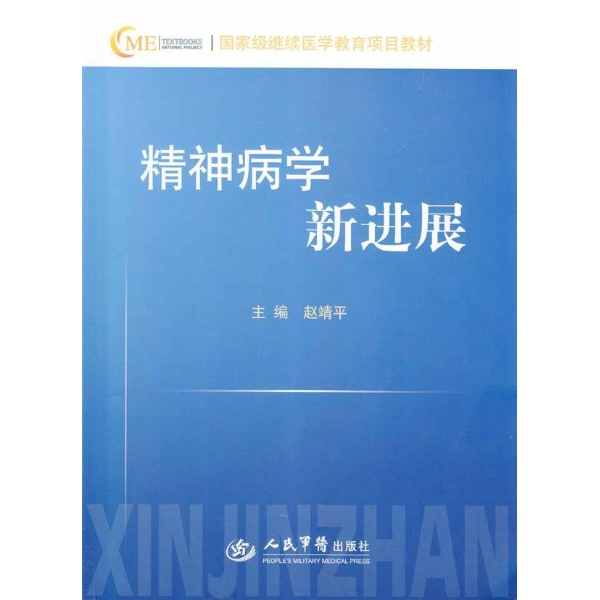 CME TEXTBOOKS NATIONAL PROJECT 国家级继续医学教育项目教材
精神病学
新进展
主编 赵靖平
XINJINZHAN
人民军医出版社
PEOPLE'S MILITARY MEDICAL PRESS